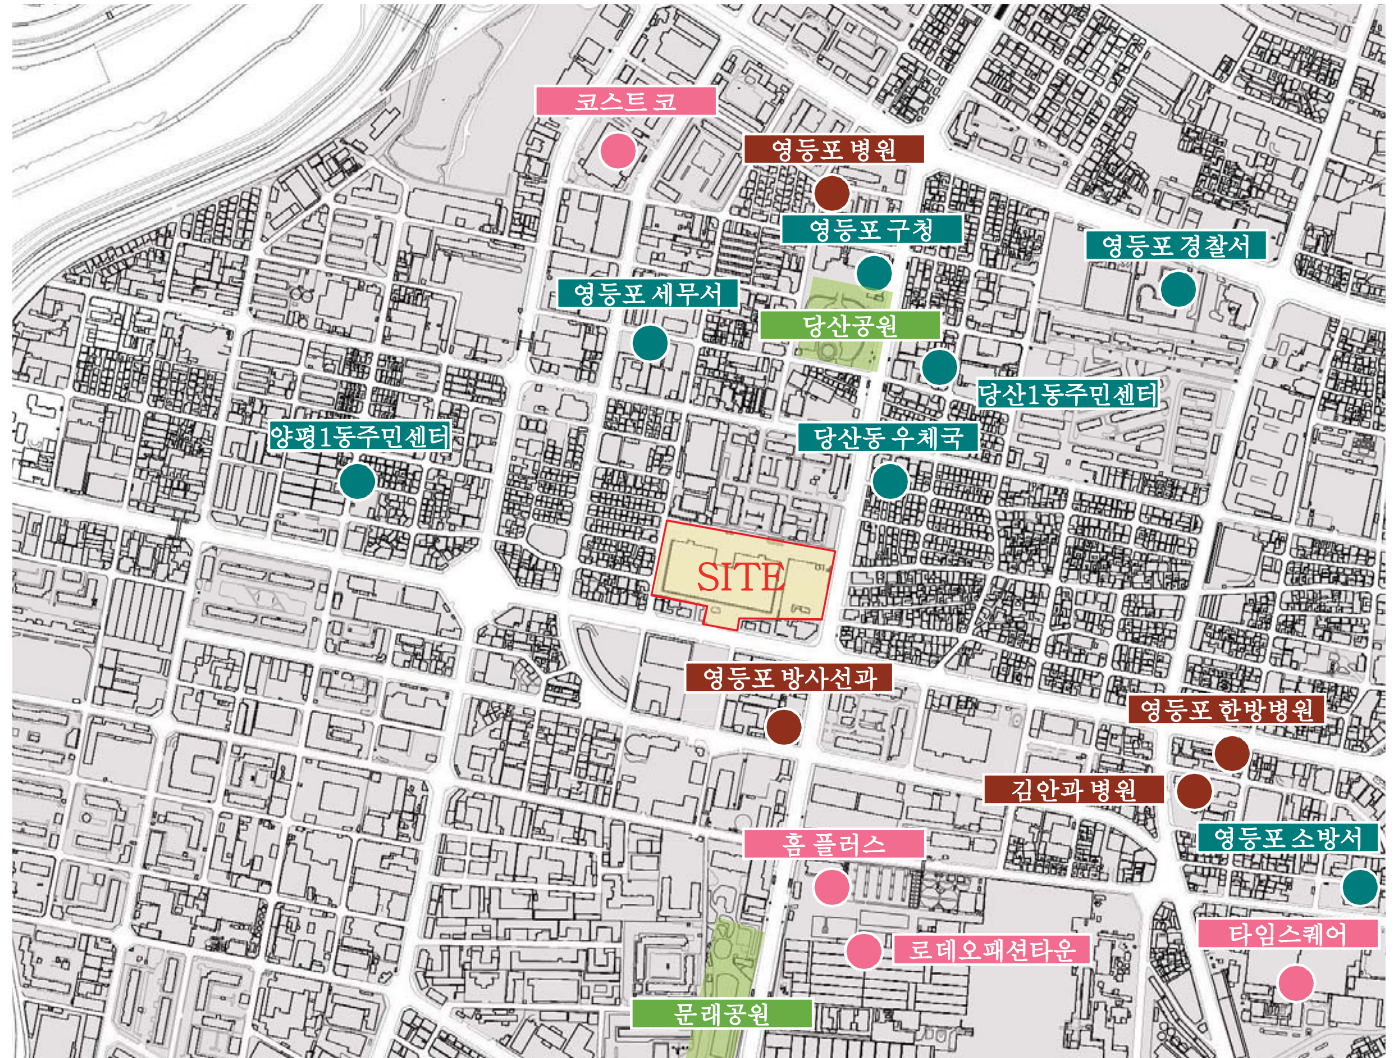 코스트 코
영등포 병원
영등포 구청
영등포 경찰서
영등포 세무서
당산공원
당산1동주민센터
양평1동주민센터
당산동 우체국
SITE
영등포 방사선과
영등포 한방병원
김안과 병원
영등포 소방서
홈 플러스
타임스퀘어
로데오패션타운
문래공원